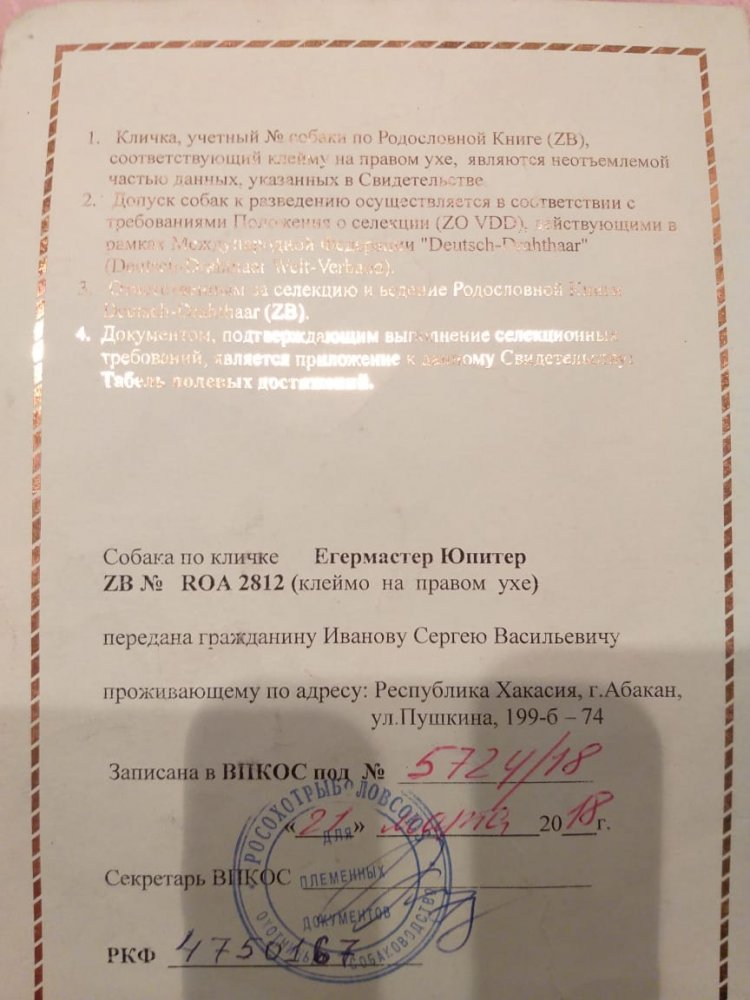 1. Кличка, учетный № собаки по Родословной Книге (ZB),
соответствующий клейму на правом ухе, являются неотъемлемой
частью данных, указанных в Свидетельстве
2. Допуск собак к разведению осуществляется в соответствии с
требованиями Положения о селекции (ZO VDD), действующими в
рамках Международной Федерации "Deutsch-Drahthaar"
(Deutsch-Drahthaar Welt-Verband).
3. за селекцию и ведение Родословной Книги
Deutsch-Drahthaar (ZB).
4. Документом, подтверждающим выполнение селекционных
требований, является приложение к данному Свидетельству:
Табель полевых достижений.
Собака по кличке Егермастер Юпитер
ZB № ROA 2812 (клеймо на правом ухе)
передана гражданину Иванову Сергею Васильевичу
проживающему по адресу: Республика Хакасия, г.Абакан,
ул.Пушкина, 199-б – 74
Записана в ВПКОС под № 5724/18
«21» марта 2018 г.
Секретарь ВПКОС
РКФ 4750167
РОСОХОТРЫБОЛОВСОЮЗ
ДЛЯ
ПЛЕМЕННЫХ
ДОКУМЕНТОВ
СОБАКОВОДСТВО